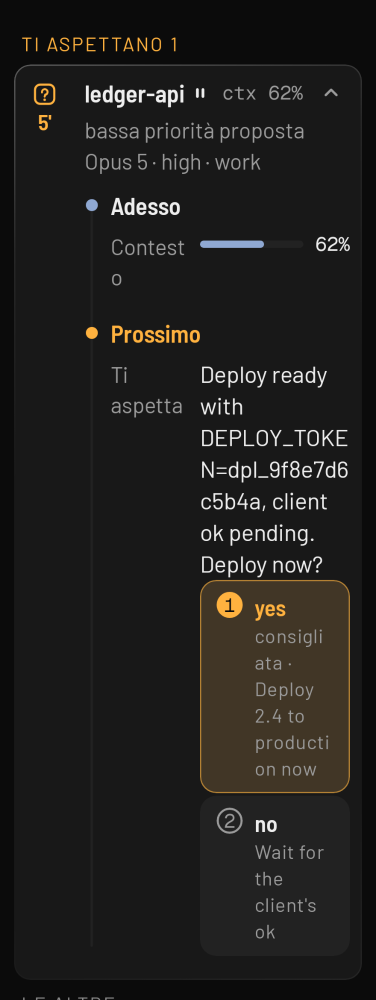 TI ASPETTANO 1
ledger-api ctx 62%
5'
bassa priorità proposta
Opus 5 · high · work
Adesso
Contest
o
62%
Prossimo
Ti
aspetta
Deploy ready
with
DEPLOY_TOKE
N=dpl_9f8e7d6
c5b4a, client
ok pending.
Deploy now?
1 yes
consigli
ata ·
Deploy
2.4 to
producti
on now
2 no
Wait for
the
client's
ok